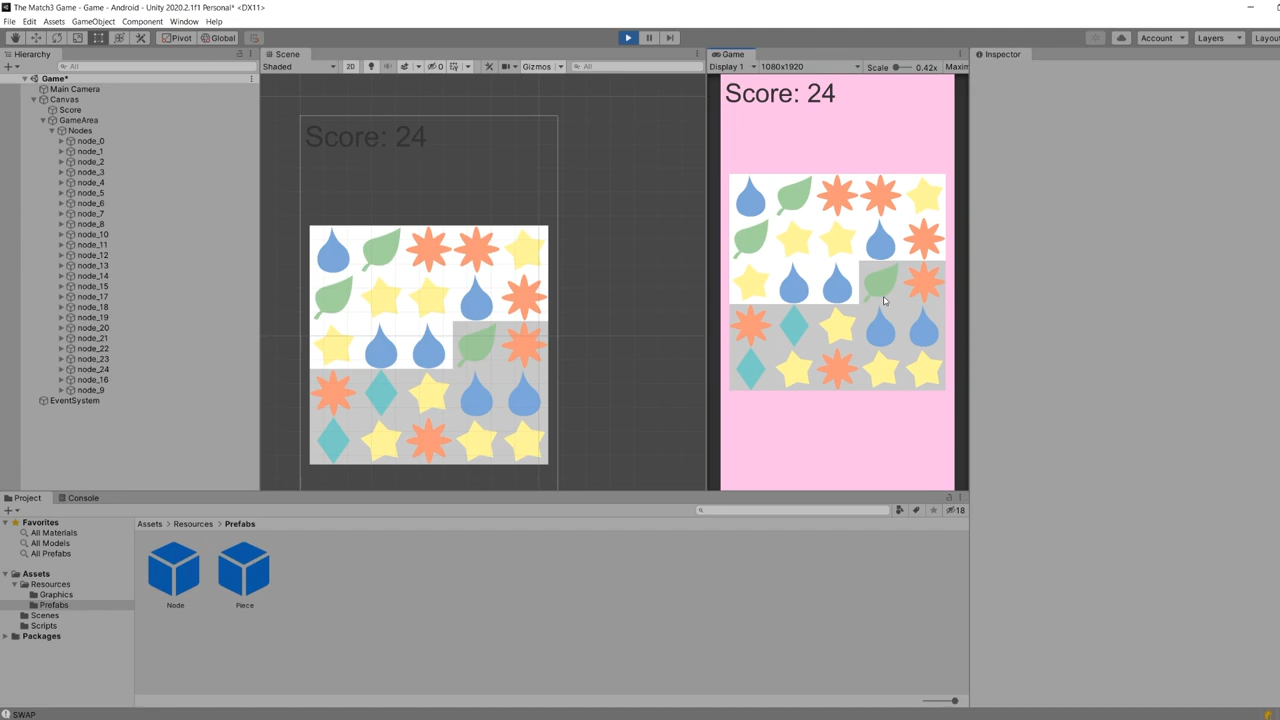 The Match3 Game - Game - Android - Unity 2020.2.1f1 Personal* <DX11>
File Edit Assets GameObject Component Window Help
Pivot Global Account Layers
Hierarchy Scene Game Inspector
All Shaded 2D 0 Gizmos All Display 1 1080x1920 Scale 0.42x Maxim
Game*
Main Camera
Canvas
Score
GameArea
Nodes
node_0
node_1
node_2
node_3
node_4
node_5
node_6
node_7
node_8
node_10
node_11
node_12
node_13
node_14
node_15
node_17
node_18
node_19
node_20
node_21
node_22
node_23
node_24
node_16
node_9
EventSystem
Score: 24
Score: 24
Project Console
18
Favorites
All Materials
All Models
All Prefabs
Assets
Resources
Graphics
Prefabs
Scenes
Scripts
Packages
Assets > Resources > Prefabs
Node Piece
SWAP